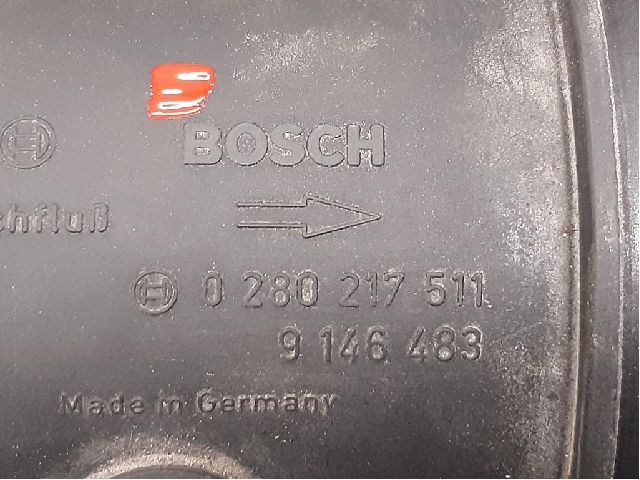 BOSCH
chfluß
0 280 217 511
9 146 483
Made in Germany